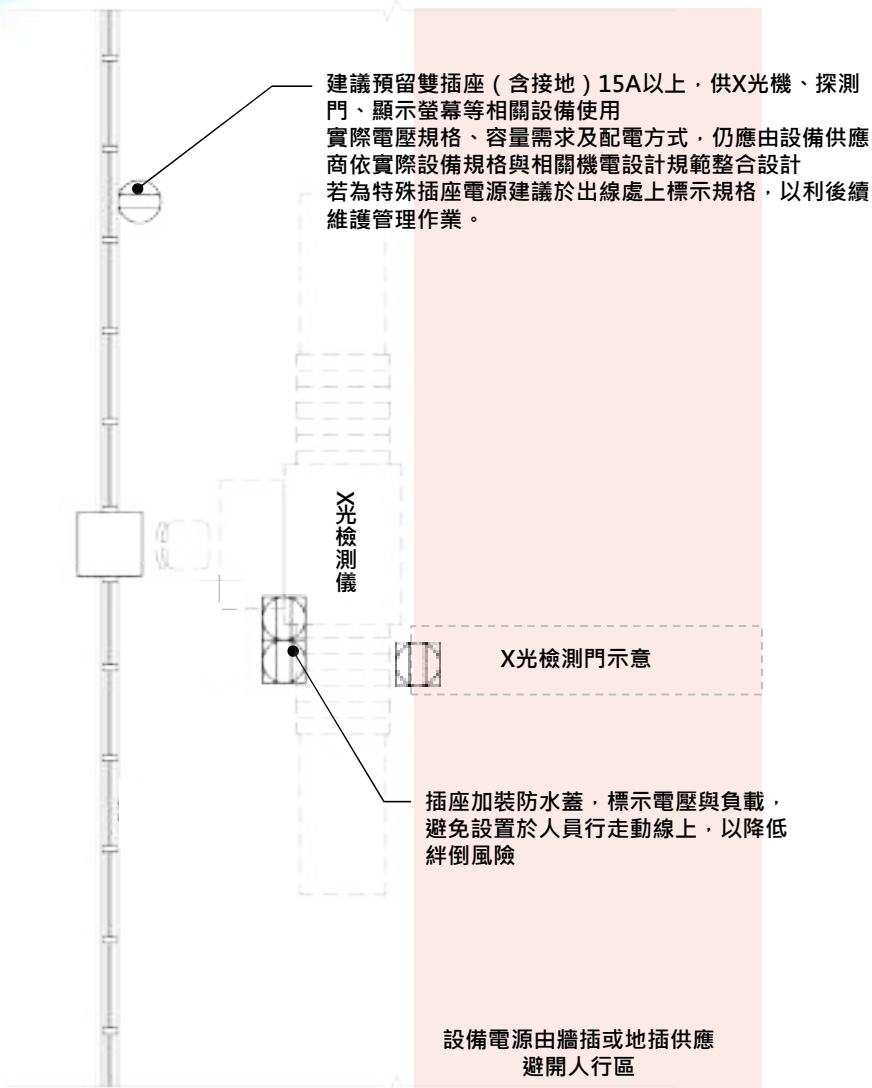 建議預留雙插座（含接地）15A以上，供X光機、探測
門、顯示螢幕等相關設備使用
實際電壓規格、容量需求及配電方式，仍應由設備供應
商依實際設備規格與相關機電設計規範整合設計
若為特殊插座電源建議於出線處上標示規格，以利後續
維護管理作業。
X光檢測儀
X光檢測門示意
插座加裝防水蓋，標示電壓與負載，
避免設置於人員行走動線上，以降低
絆倒風險
設備電源由牆插或地插供應
避開人行區